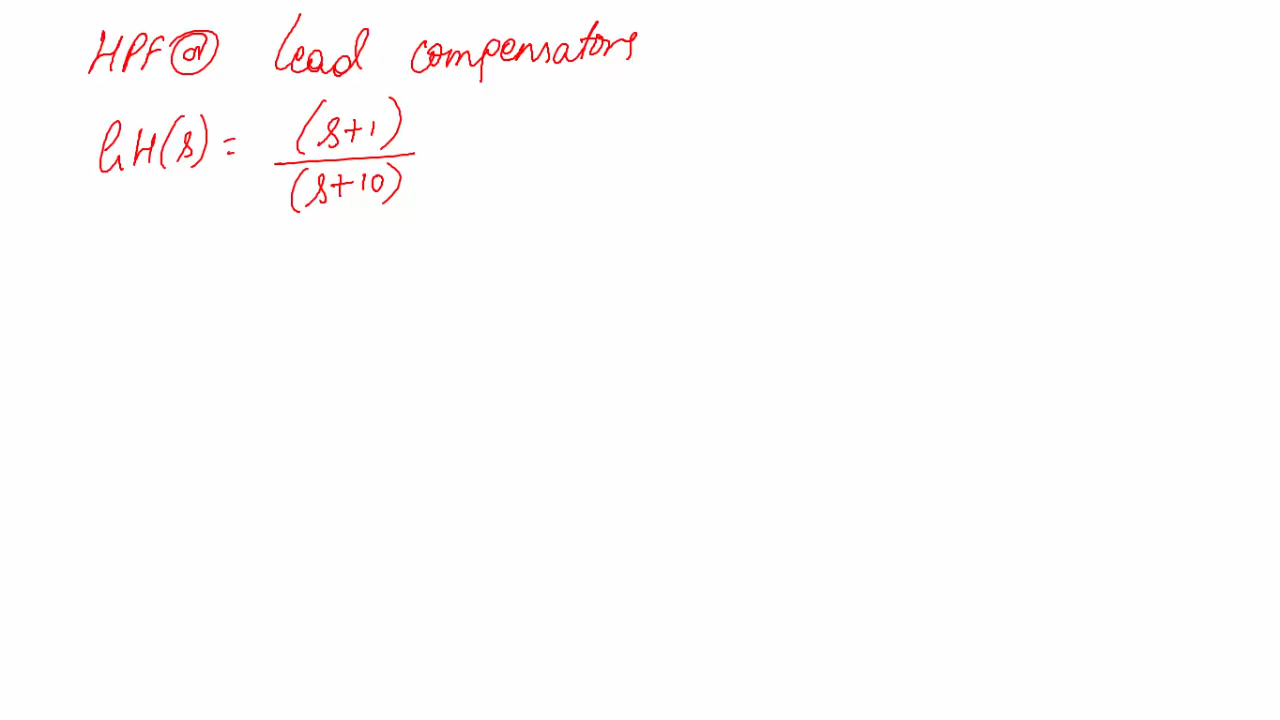 HPF (or) Lead compensators
GH(s) = (s+1)/(s+10)